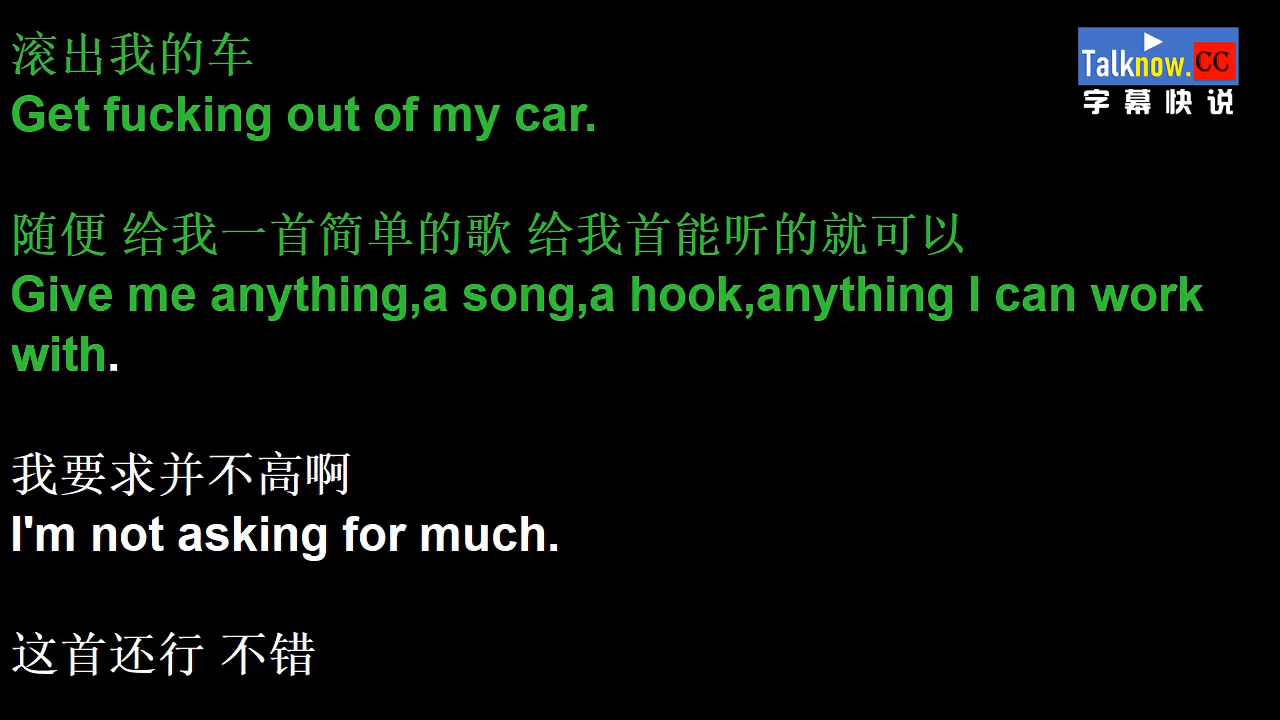 滚出我的车
Get fucking out of my car.
随便 给我一首简单的歌 给我首能听的就可以
Give me anything,a song,a hook,anything I can work
with.
我要求并不高啊
I'm not asking for much.
这首还行 不错
Talknow.CC
字幕快说